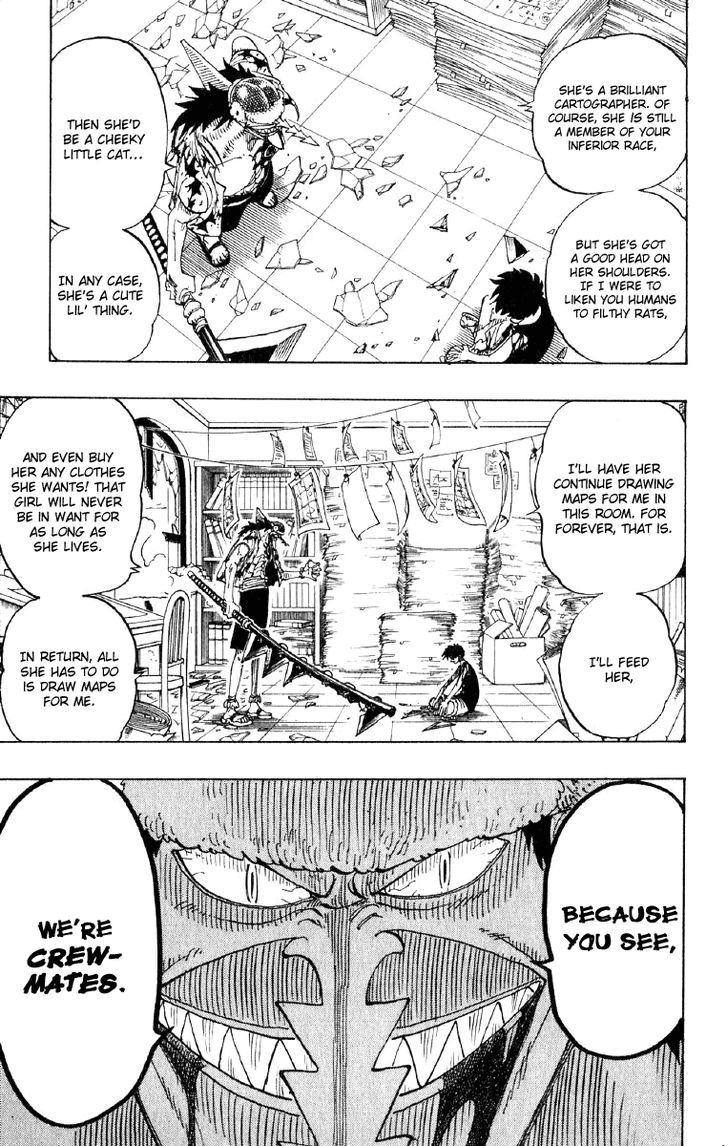 SHE'S A BRILLIANT
CARTOGRAPHER. OF
COURSE, SHE IS STILL
A MEMBER OF YOUR
INFERIOR RACE,
BUT SHE'S GOT
A GOOD HEAD ON
HER SHOULDERS.
IF I WERE TO
LIKEN YOU HUMANS
TO FILTHY RATS,
THEN SHE'D
BE A CHEEKY
LITTLE CAT...
IN ANY CASE,
SHE'S A CUTE
LIL' THING.
I'LL HAVE HER
CONTINUE DRAWING
MAPS FOR ME IN
THIS ROOM. FOR
FOREVER, THAT IS.
I'LL FEED
HER,
AND EVEN BUY
HER ANY CLOTHES
SHE WANTS! THAT
GIRL WILL NEVER
BE IN WANT FOR
AS LONG AS
SHE LIVES.
IN RETURN, ALL
SHE HAS TO DO
IS DRAW MAPS
FOR ME.
BECAUSE
YOU SEE,
WE'RE
CREW-
MATES.